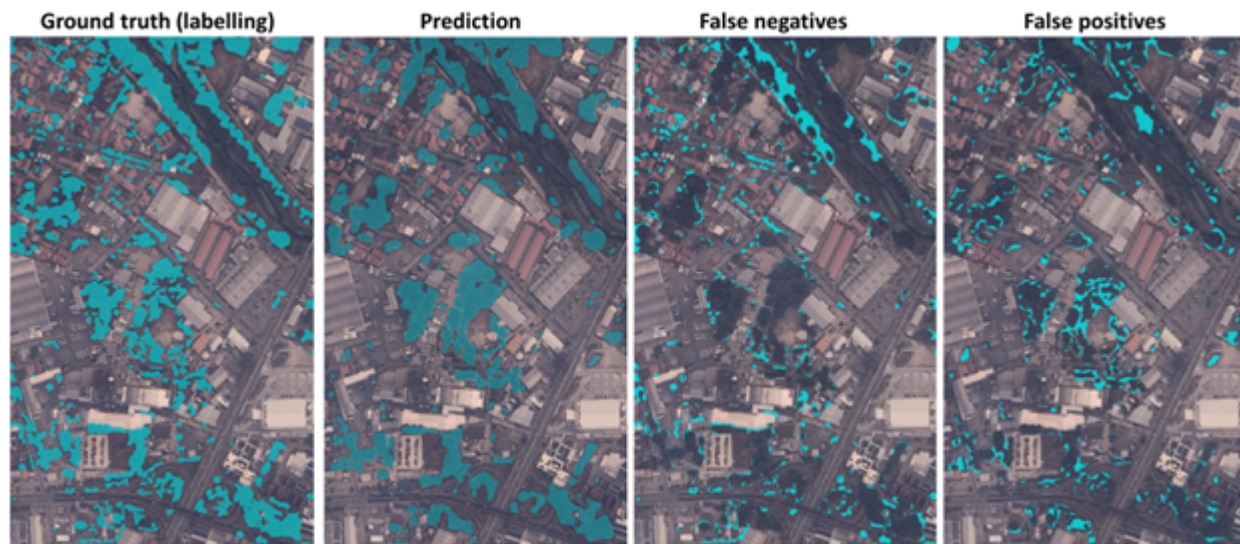 Ground truth (labelling)
Prediction
False negatives
False positives